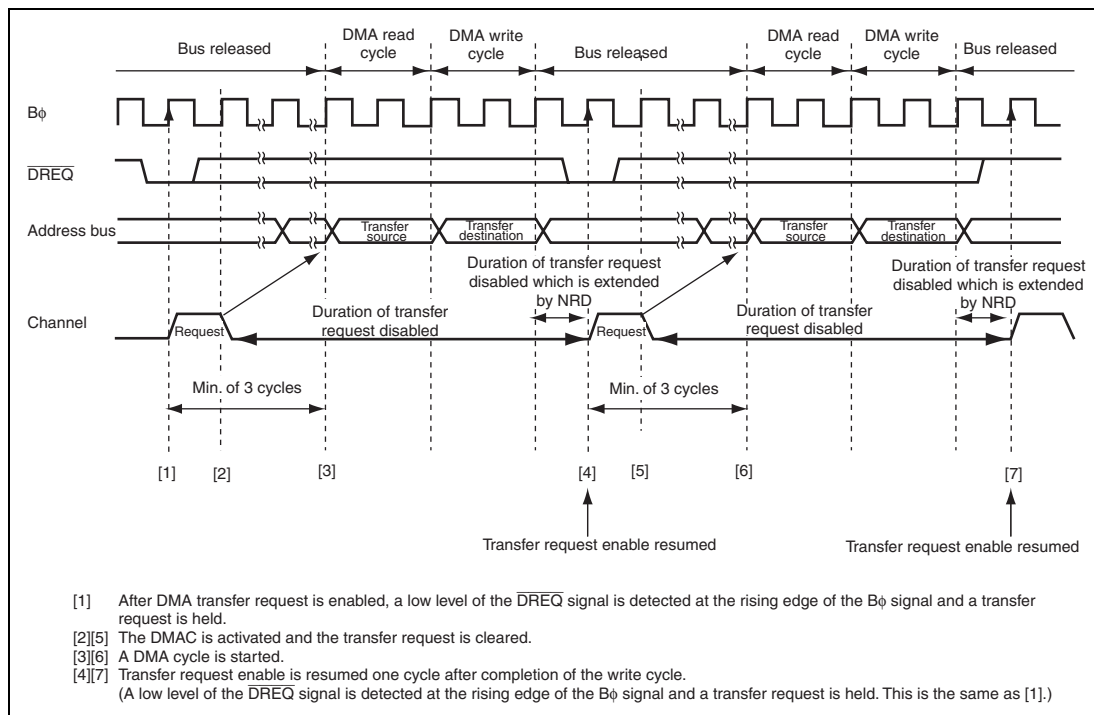 Bus released
DMA read
cycle
DMA write
cycle
Bus released
DMA read
cycle
DMA write
cycle
Bus released
Bφ
DREQ
Address bus
Transfer
source
Transfer
destination
Transfer
source
Transfer
destination
Duration of transfer request
disabled which is extended
by NRD
Duration of transfer request
disabled which is extended
by NRD
Channel
Request
Duration of transfer
request disabled
Request
Duration of transfer
request disabled
Min. of 3 cycles
Min. of 3 cycles
[1]
[2]
[3]
[4]
[5]
[6]
[7]
Transfer request enable resumed
Transfer request enable resumed
[1] After DMA transfer request is enabled, a low level of the DREQ signal is detected at the rising edge of the Bφ signal and a transfer
request is held.
[2][5] The DMAC is activated and the transfer request is cleared.
[3][6] A DMA cycle is started.
[4][7] Transfer request enable is resumed one cycle after completion of the write cycle.
(A low level of the DREQ signal is detected at the rising edge of the Bφ signal and a transfer request is held. This is the same as [1].)